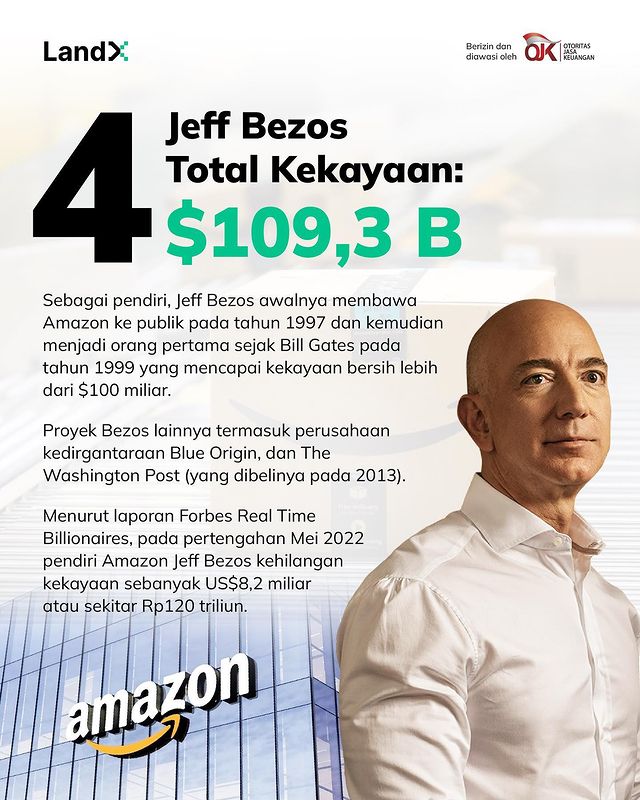 LandX
Berizin dan
diawasi oleh
OJK
OTORITAS
JASA
KEUANGAN
4
Jeff Bezos
Total Kekayaan:
$109,3 B
Sebagai pendiri, Jeff Bezos awalnya membawa
Amazon ke publik pada tahun 1997 dan kemudian
menjadi orang pertama sejak Bill Gates pada
tahun 1999 yang mencapai kekayaan bersih lebih
dari $100 miliar.
Proyek Bezos lainnya termasuk perusahaan
kedirgantaraan Blue Origin, dan The
Washington Post (yang dibelinya pada 2013).
Menurut laporan Forbes Real Time
Billionaires, pada pertengahan Mei 2022
pendiri Amazon Jeff Bezos kehilangan
kekayaan sebanyak US$8,2 miliar
atau sekitar Rp120 triliun.
amazon